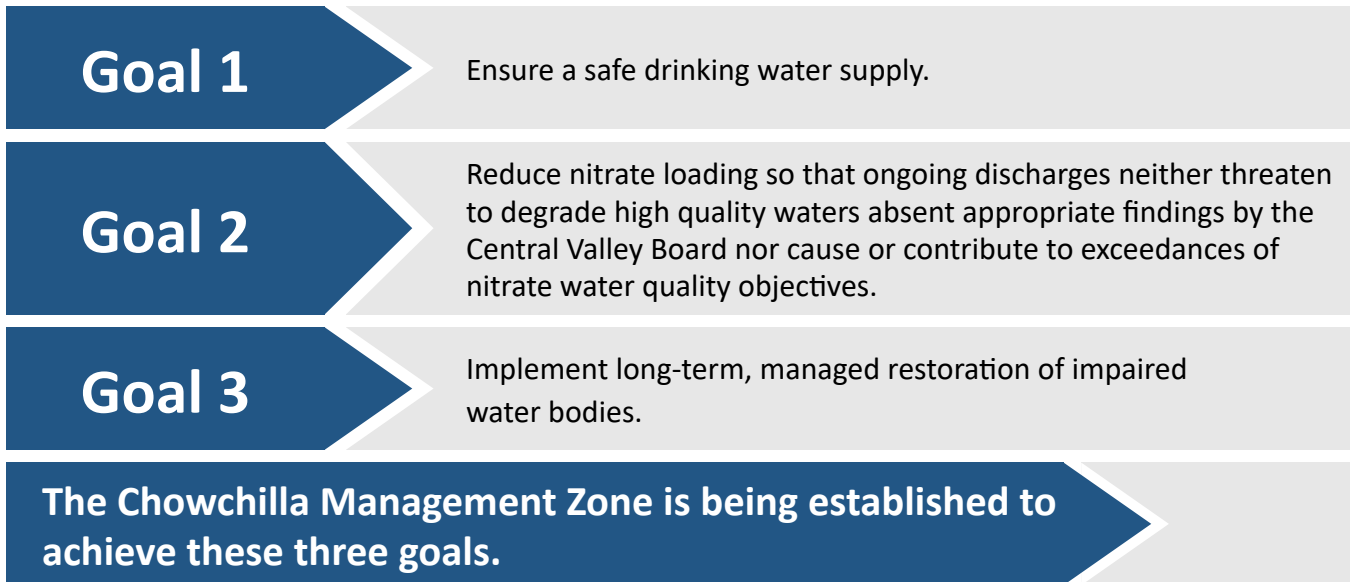 Goal 1
Ensure a safe drinking water supply.
Goal 2
Reduce nitrate loading so that ongoing discharges neither threaten
to degrade high quality waters absent appropriate findings by the
Central Valley Board nor cause or contribute to exceedances of
nitrate water quality objectives.
Goal 3
Implement long-term, managed restoration of impaired
water bodies.
The Chowchilla Management Zone is being established to
achieve these three goals.